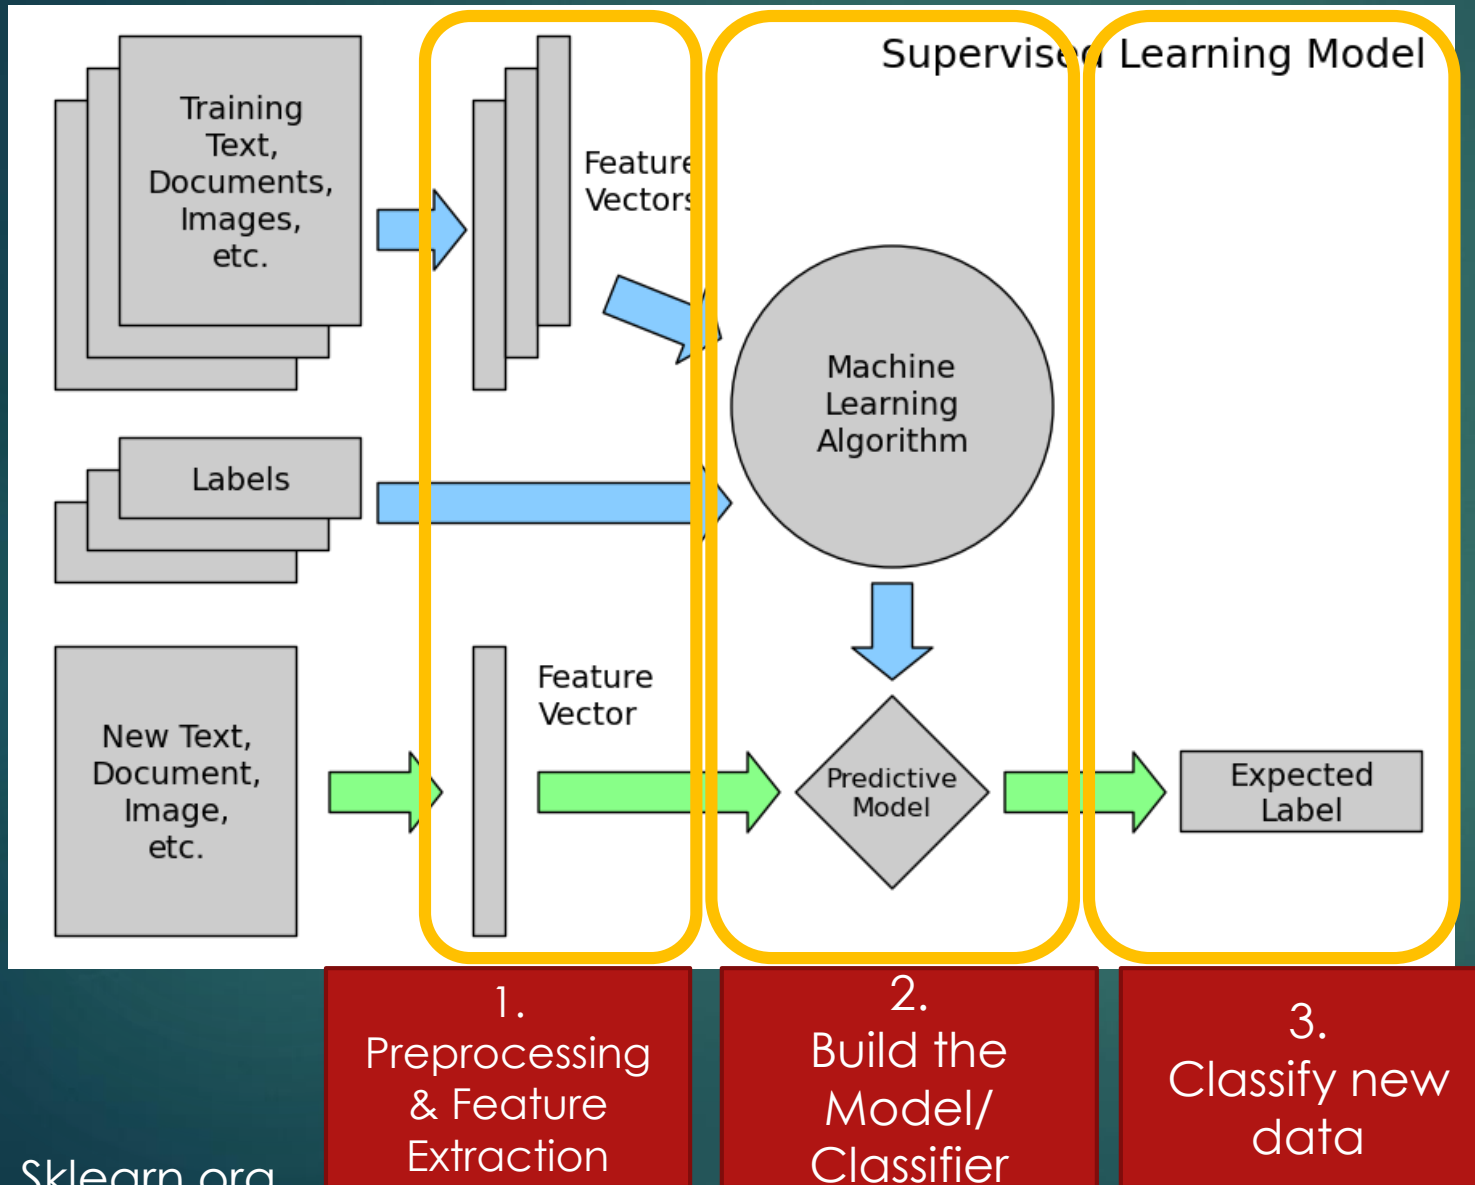 Supervised Learning Model
Training
Text,
Documents,
Images,
etc.
Feature
Vectors
Machine
Learning
Algorithm
Labels
New Text,
Document,
Image,
etc.
Feature
Vector
Predictive
Model
Expected
Label
1.
Preprocessing
& Feature
Extraction
2.
Build the
Model/
Classifier
3.
Classify new
data
Sklearn.org